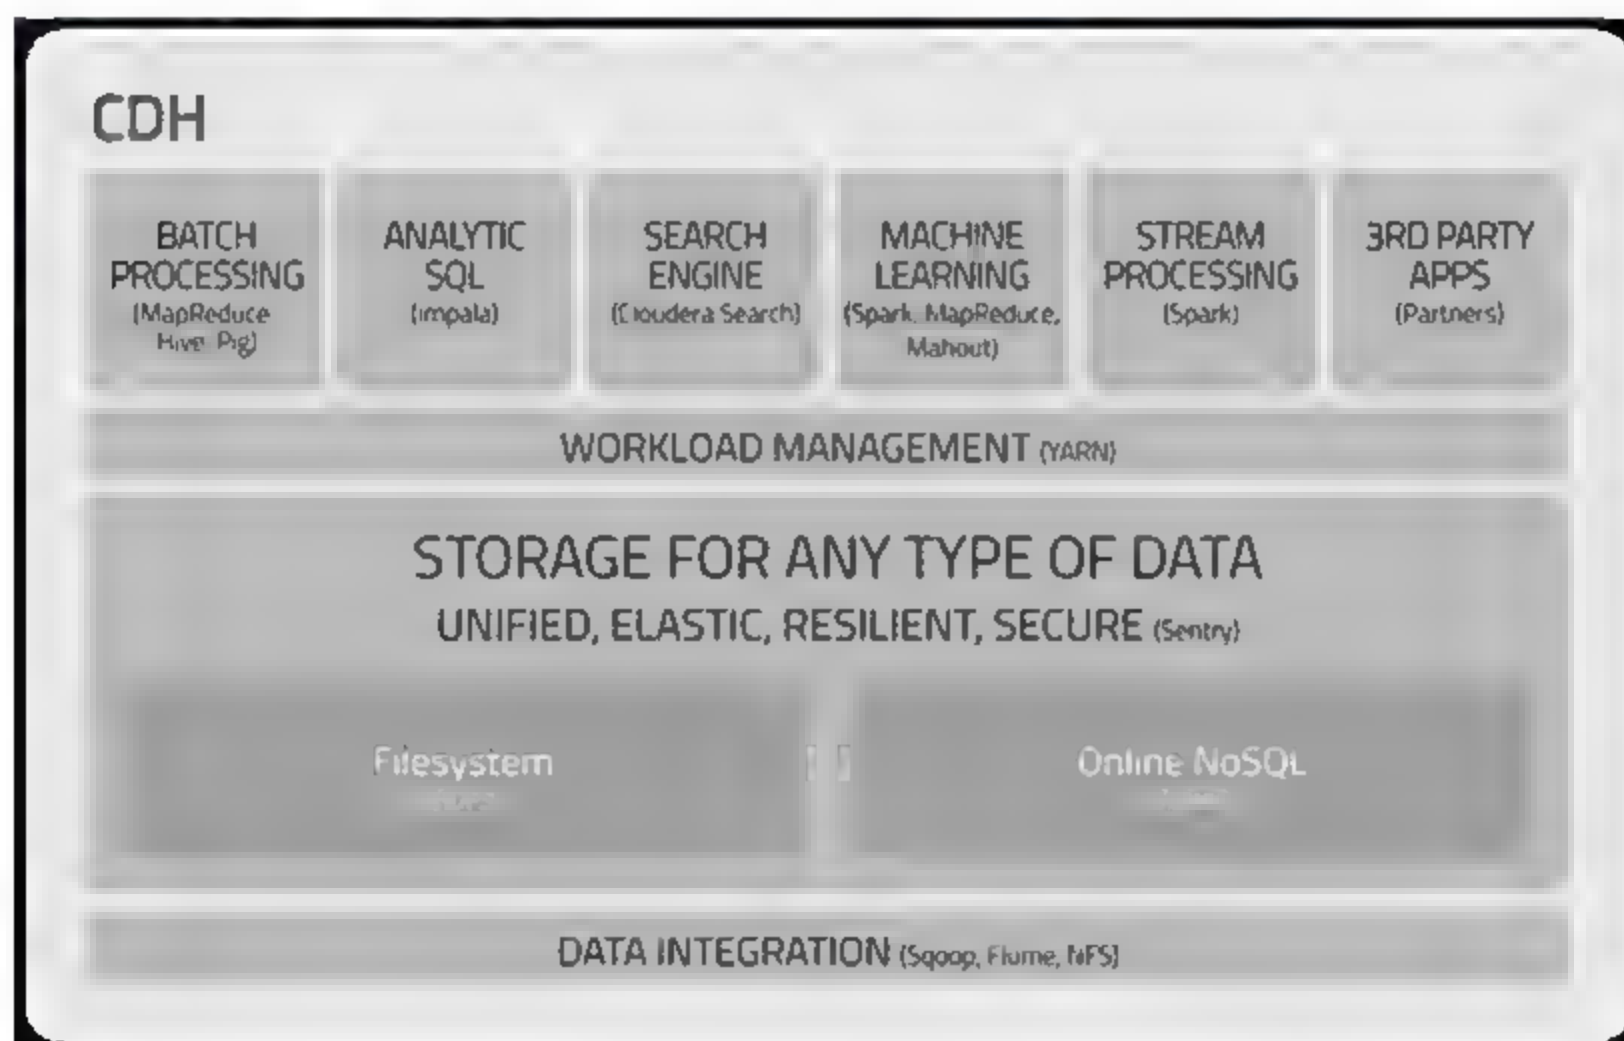 CDH
BATCH
PROCESSING
(MapReduce
Hive, Pig)
ANALYTIC
SQL
(Impala)
SEARCH
ENGINE
(Cloudera Search)
MACHINE
LEARNING
(Spark, MapReduce,
Mahout)
STREAM
PROCESSING
(Spark)
3RD PARTY
APPS
(Partners)
WORKLOAD MANAGEMENT (YARN)
STORAGE FOR ANY TYPE OF DATA
UNIFIED, ELASTIC, RESILIENT, SECURE (Sentry)
Filesystem
Online NoSQL
DATA INTEGRATION (Sqoop, Flume, NFS)